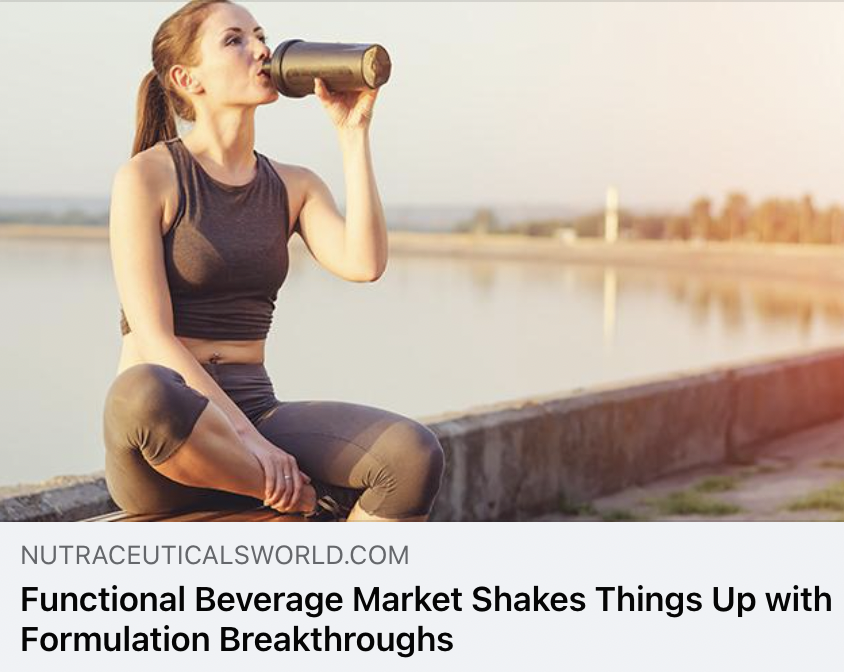 NUTRACEUTICALSWORLD.COM
Functional Beverage Market Shakes Things Up with
Formulation Breakthroughs